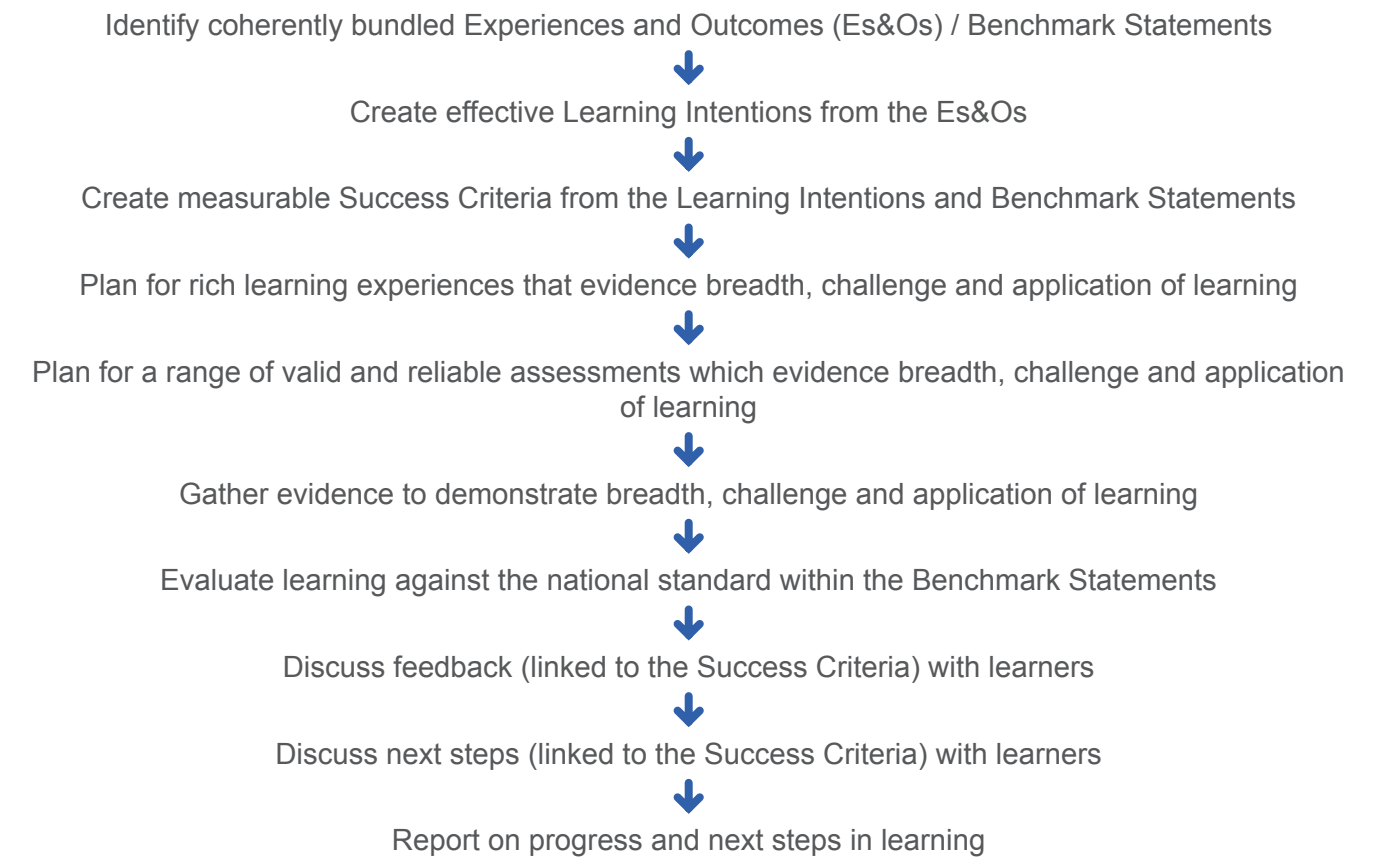 Identify coherently bundled Experiences and Outcomes (Es&Os) / Benchmark Statements
Create effective Learning Intentions from the Es&Os
Create measurable Success Criteria from the Learning Intentions and Benchmark Statements
Plan for rich learning experiences that evidence breadth, challenge and application of learning
Plan for a range of valid and reliable assessments which evidence breadth, challenge and application
of learning
Gather evidence to demonstrate breadth, challenge and application of learning
Evaluate learning against the national standard within the Benchmark Statements
Discuss feedback (linked to the Success Criteria) with learners
Discuss next steps (linked to the Success Criteria) with learners
Report on progress and next steps in learning